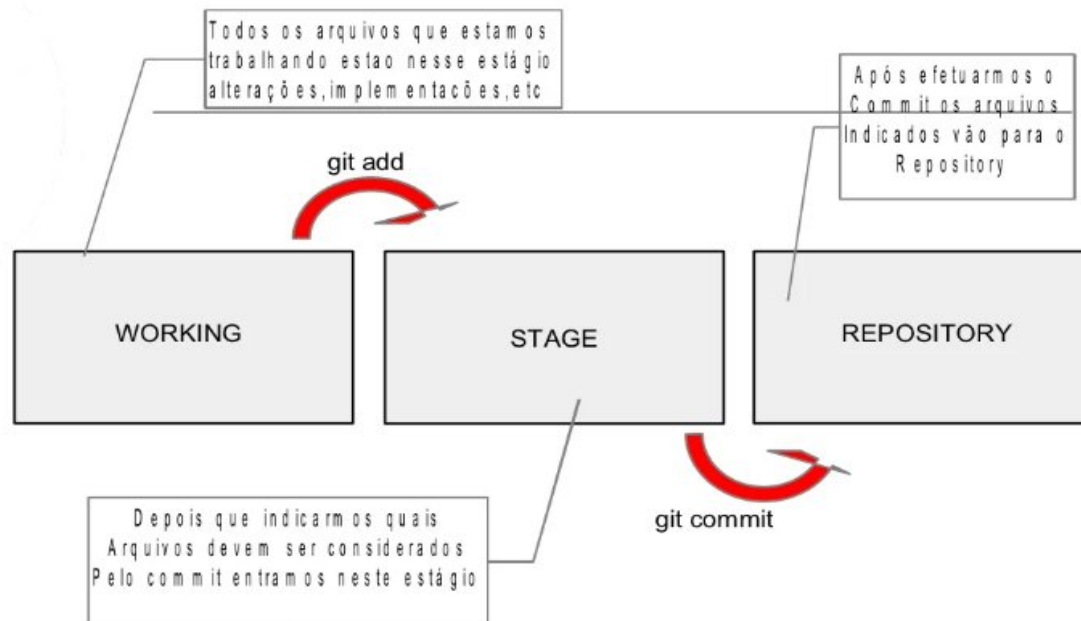 Todos os arquivos que estamos
trabalhando estao nesse estágio
alterações,implementacões,etc
Após efetuarmos o
Commit os arquivos
Indicados vão para o
Repository
git add
WORKING
STAGE
REPOSITORY
git commit
Depois que indicarmos quais
Arquivos devem ser considerados
Pelo commit entramos neste estágio